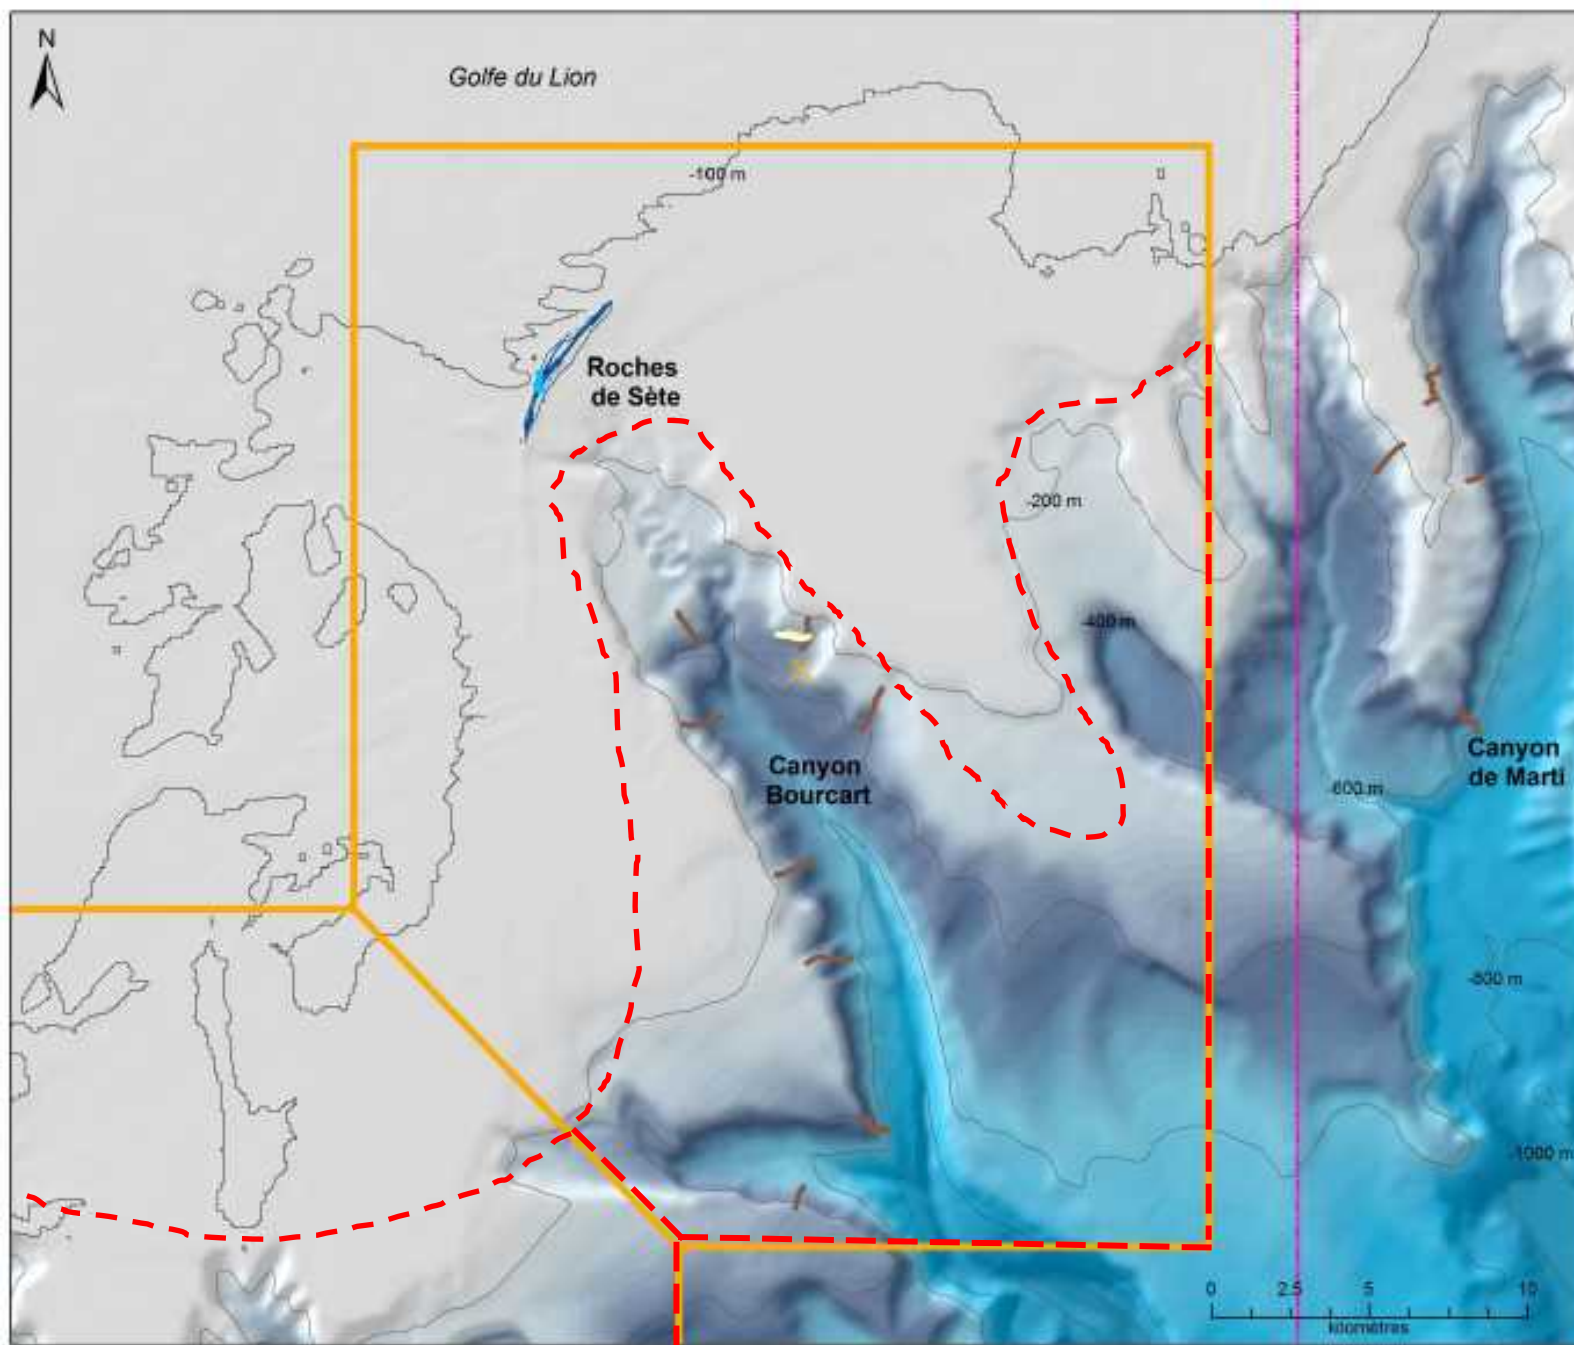 N
Golfe du Lion
-100 m
Roches
de Sète
-200 m
-400 m
Canyon
de Marti
Canyon
Bourcart
-600 m
-800 m
-1000 m
0 2.5 5 10
kilomètres